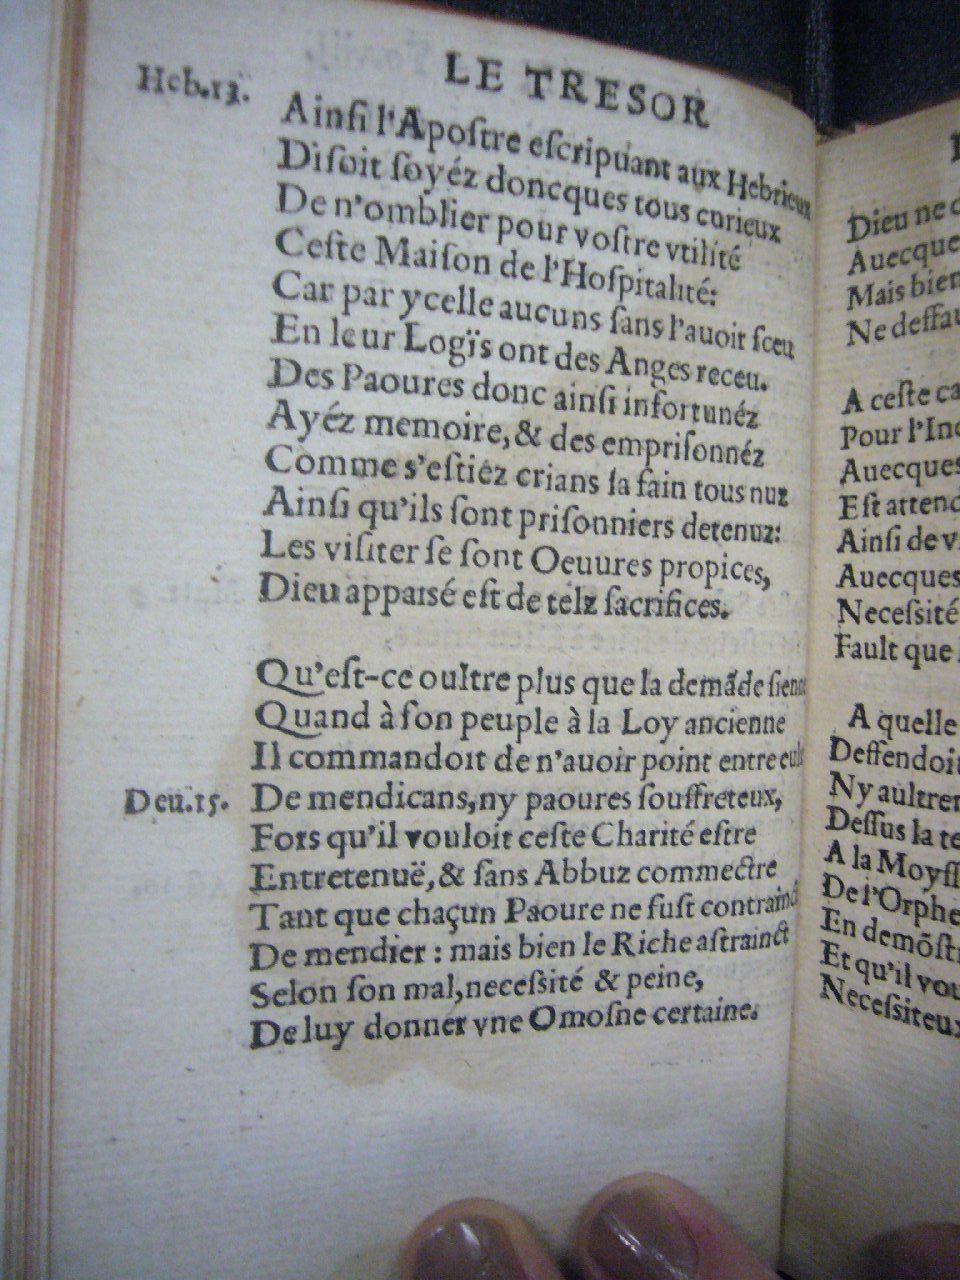 LE TRESOR
Heb.13.
Ainſi l'Apoſtre eſcripuant aux Hebrieux
Diſoit ſoyéz doncques tous curieux
De n'omblier pour voſtre vtilité
Ceſte Maiſon de l'Hoſpitalité:
Car par ycelle aucuns ſans l'auoit ſceu
En leur Logïs ont des Anges receu.
Des Paoures donc ainſi infortunéz
Ayéz memoire, & des empriſonnéz
Comme s'eſtiéz crians la fain tous nuz
Ainſi qu'ils ſont priſonniers detenuz:
Les viſiter ſe ſont Oeuures propices,
Dieu appaisé eſt de telz ſacrifices.
Qu'eſt-ce oultre plus que la demãde ſienne
Quand à ſon peuple à la Loy ancienne
Il commandoit de n'auoir point entre eulx
Deu.15. De mendicans, ny paoures ſouffreteux,
Fors qu'il vouloit ceſte Charité eſtre
Entretenuë, & ſans Abbuz commectre
Tant que chaçun Paoure ne fuſt contrainct
De mendier : mais bien le Riche aſtrainct
Selon ſon mal, neceſsité & peine,
De luy donner vne Omoſne certaine.
Dieu ne
Auecque
Mais bien
Ne deffau
A ceſte
Pour l'In
Auecques
Eſt attend
Ainſi de
Auecques
Neceſsité
Fault que
A quelle
Deffendoit
Ny aultre
Deſſus la
A la Moyſ
De l'Orphe
En demõſt
Et qu'il vou
Neceſsiteux